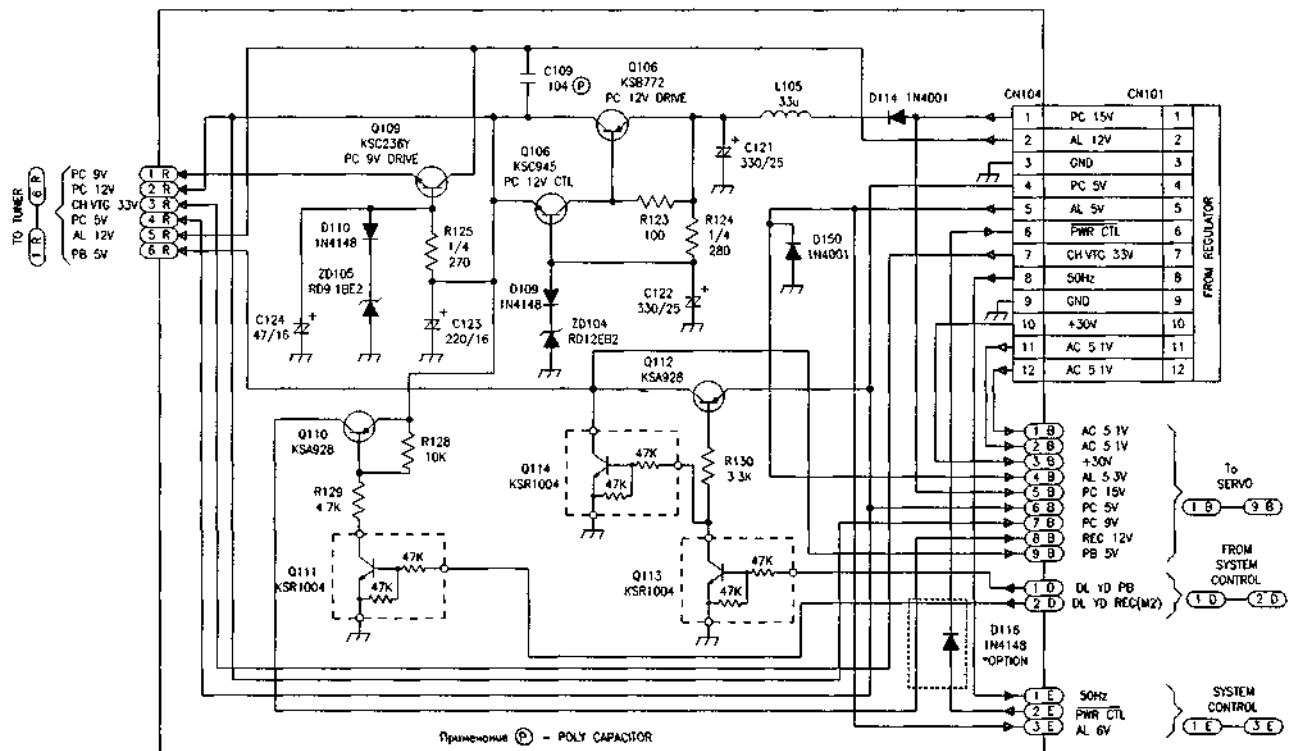 C109
104 (P)
Q106
KSB772
PC 12V DRIVE
L105
33u
D114 1N4001
CN104
CN101
1 PC 15V 1
2 AL 12V 2
3 GND 3
4 PC 5V 4
5 AL 5V 5
6 PWR CTL 6
7 CH VTG 33V 7
8 50Hz 8
9 GND 9
10 +30V 10
11 AC 5 1V 11
12 AC 5 1V 12
FROM REGULATOR
Q109
KSC236Y
PC 9V DRIVE
Q106
KSC945
PC 12V CTL
C121
330/25
TO TUNER
1 R
6 R
PC 9V 1 R
PC 12V 2 R
CH VTG 33V 3 R
PC 5V 4 R
AL 12V 5 R
PB 5V 6 R
D110
1N4148
R125
1/4
270
R123
100
R124
1/4
280
D150
1N4001
ZD105
RD9 1BE2
D109
1N4148
C122
330/25
C124
47/16
C123
220/16
ZD104
RD12EB2
Q112
KSA928
Q110
KSA928
R128
10K
Q114
KSR1004
47K
47K
R130
3.3K
R129
4.7K
Q111
KSR1004
47K
47K
Q113
KSR1004
47K
47K
1 B AC 5 1V
2 B AC 5 1V
3 B +30V
4 B AL 5 3V
5 B PC 15V
6 B PC 5V
7 B PC 9V
8 B REC 12V
9 B PB 5V
To
SERVO
1 B
9 B
FROM
SYSTEM
CONTROL
1 D DL YD PB
2 D DL YD REC(M2)
1 D
2 D
D116
1N4148
*OPTION
1 E 50Hz
2 E PWR CTL
3 E AL 6V
SYSTEM
CONTROL
1 E
3 E
Примечание (P) - POLY CAPACITOR